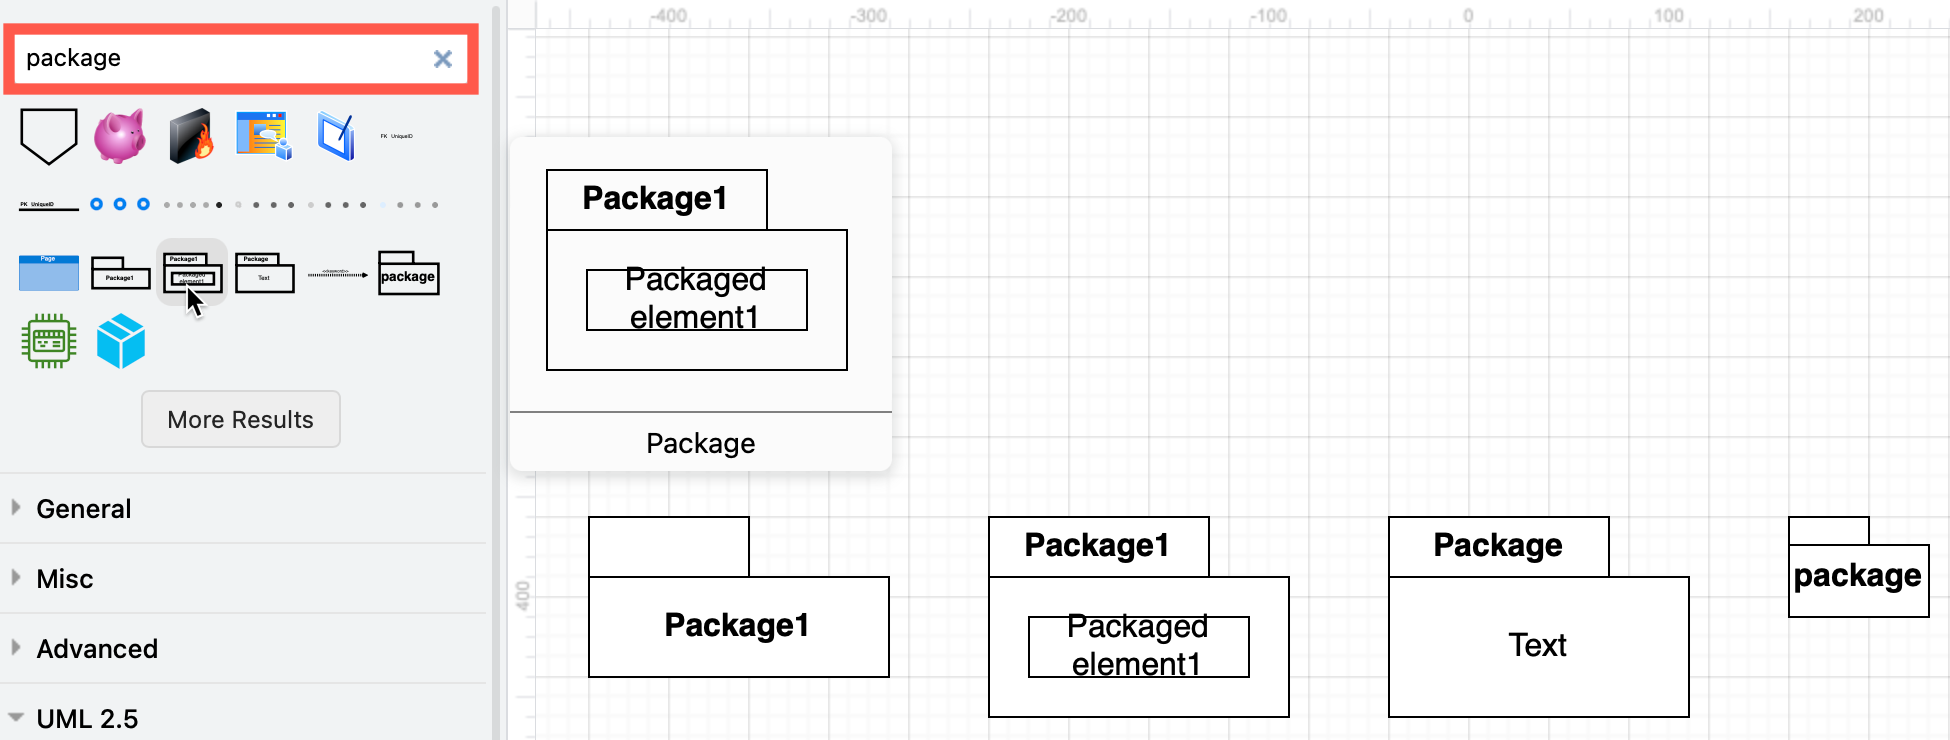 package
FK UniqueID
PK UniqueID
Page
Package1
Package1
Packaged
element1
Package
Text
package
More Results
General
Misc
Advanced
UML 2.5
-400 -300 -200 -100 0 100 200
400
Package1
Packaged
element1
Package
Package1
Package1
Packaged
element1
Package
Text
package